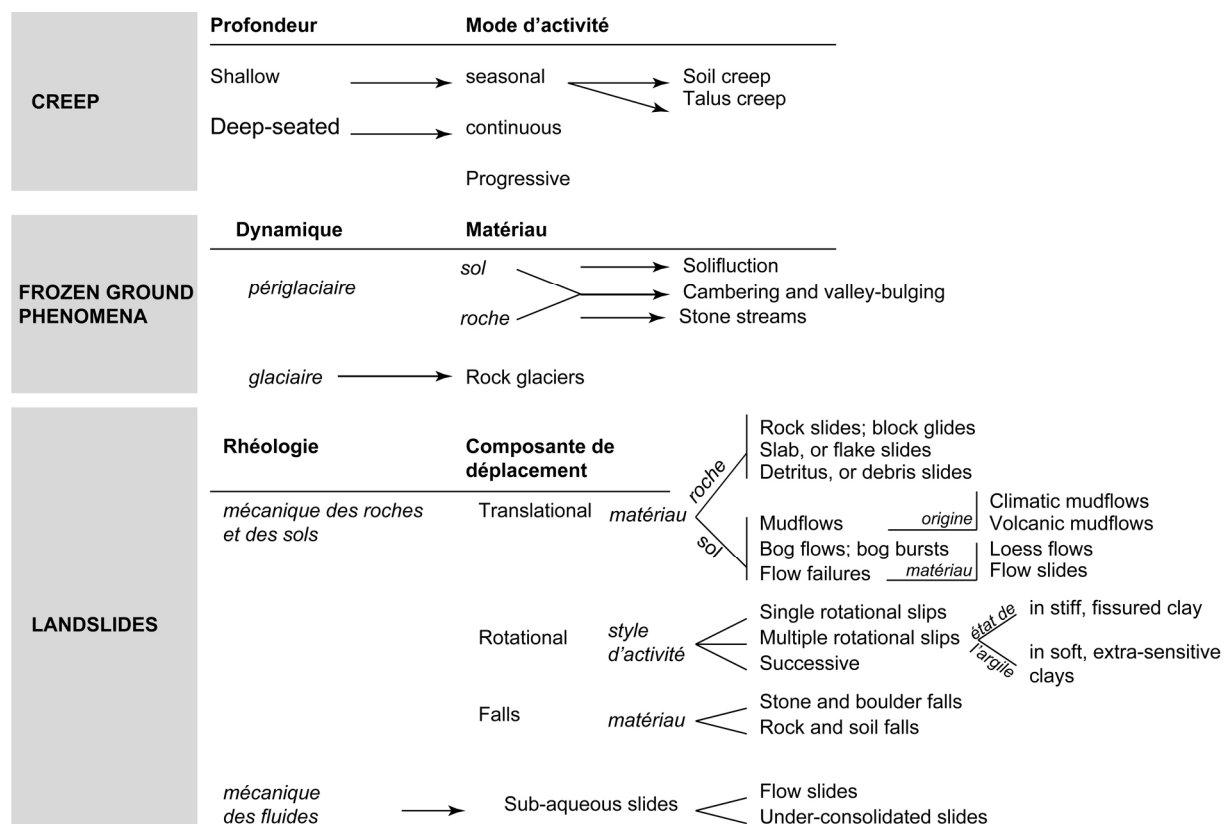 Profondeur Mode d’activité
CREEP
Shallow seasonal Soil creep
Talus creep
Deep-seated continuous
Progressive
Dynamique Matériau
FROZEN GROUND
PHENOMENA
périglaciaire
sol Solifluction
Cambering and valley-bulging
roche Stone streams
glaciaire Rock glaciers
LANDSLIDES
Rhéologie Composante de
déplacement
mécanique des roches
et des sols
Translational matériau
roche
Rock slides; block glides
Slab, or flake slides
Detritus, or debris slides
sol
Mudflows origine Climatic mudflows
Volcanic mudflows
Bog flows; bog bursts
Flow failures matériau Loess flows
Flow slides
Rotational style
d’activité
Single rotational slips
Multiple rotational slips
Successive
état de
l’argile
in stiff, fissured clay
in soft, extra-sensitive
clays
Falls matériau Stone and boulder falls
Rock and soil falls
mécanique
des fluides
Sub-aqueous slides Flow slides
Under-consolidated slides